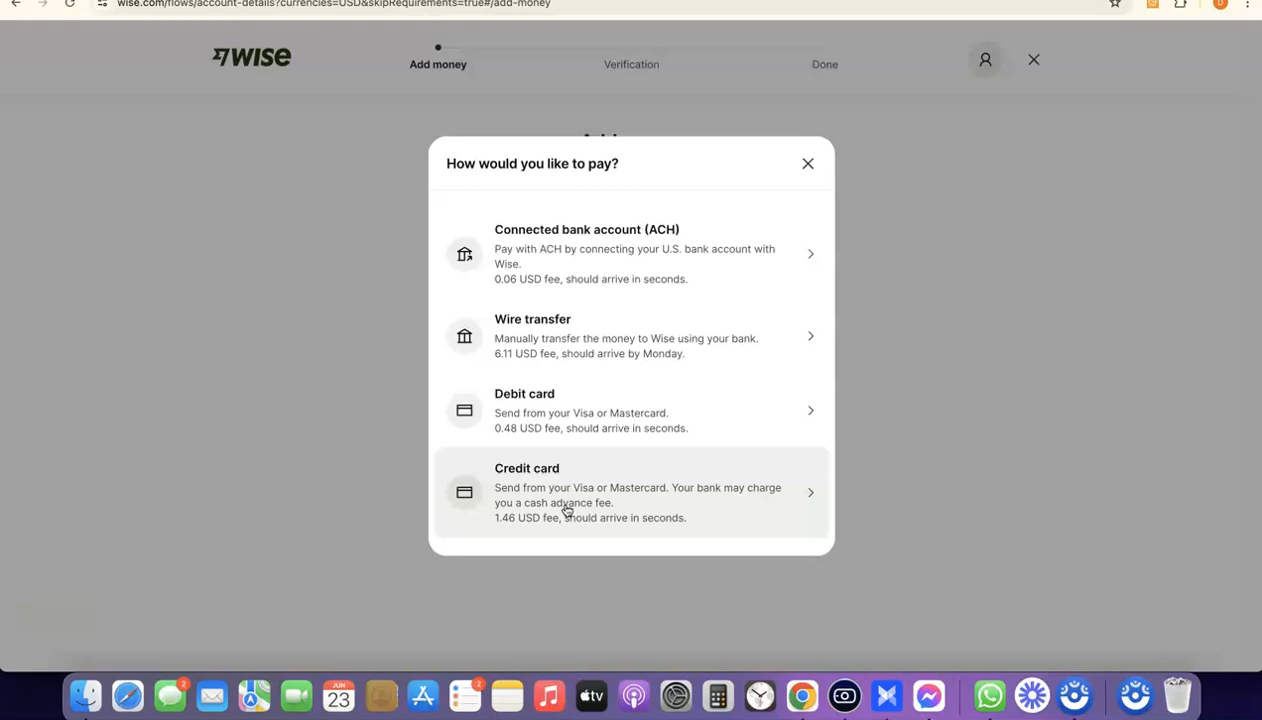 wise.com/flows/account-details?currencies=USD&skipRequirements=true#/add-money
WISE
Add money
Verification
Done
How would you like to pay?
Connected bank account (ACH)
Pay with ACH by connecting your U.S. bank account with
Wise.
0.06 USD fee, should arrive in seconds.
Wire transfer
Manually transfer the money to Wise using your bank.
6.11 USD fee, should arrive by Monday.
Debit card
Send from your Visa or Mastercard.
0.48 USD fee, should arrive in seconds.
Credit card
Send from your Visa or Mastercard. Your bank may charge
you a cash advance fee.
1.46 USD fee, should arrive in seconds.
2
JUN
23
2
tv